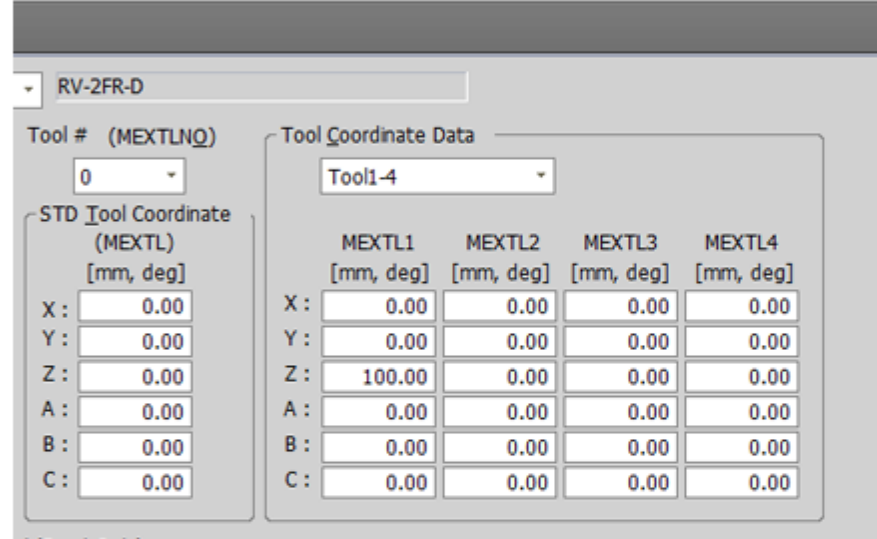 RV-2FR-D
Tool # (MEXTLNO)
0
STD Tool Coordinate
(MEXTL)
[mm, deg]
X : 0.00
Y : 0.00
Z : 0.00
A : 0.00
B : 0.00
C : 0.00
Tool Coordinate Data
Tool1-4
MEXTL1 MEXTL2 MEXTL3 MEXTL4
[mm, deg] [mm, deg] [mm, deg] [mm, deg]
X : 0.00 0.00 0.00 0.00
Y : 0.00 0.00 0.00 0.00
Z : 100.00 0.00 0.00 0.00
A : 0.00 0.00 0.00 0.00
B : 0.00 0.00 0.00 0.00
C : 0.00 0.00 0.00 0.00